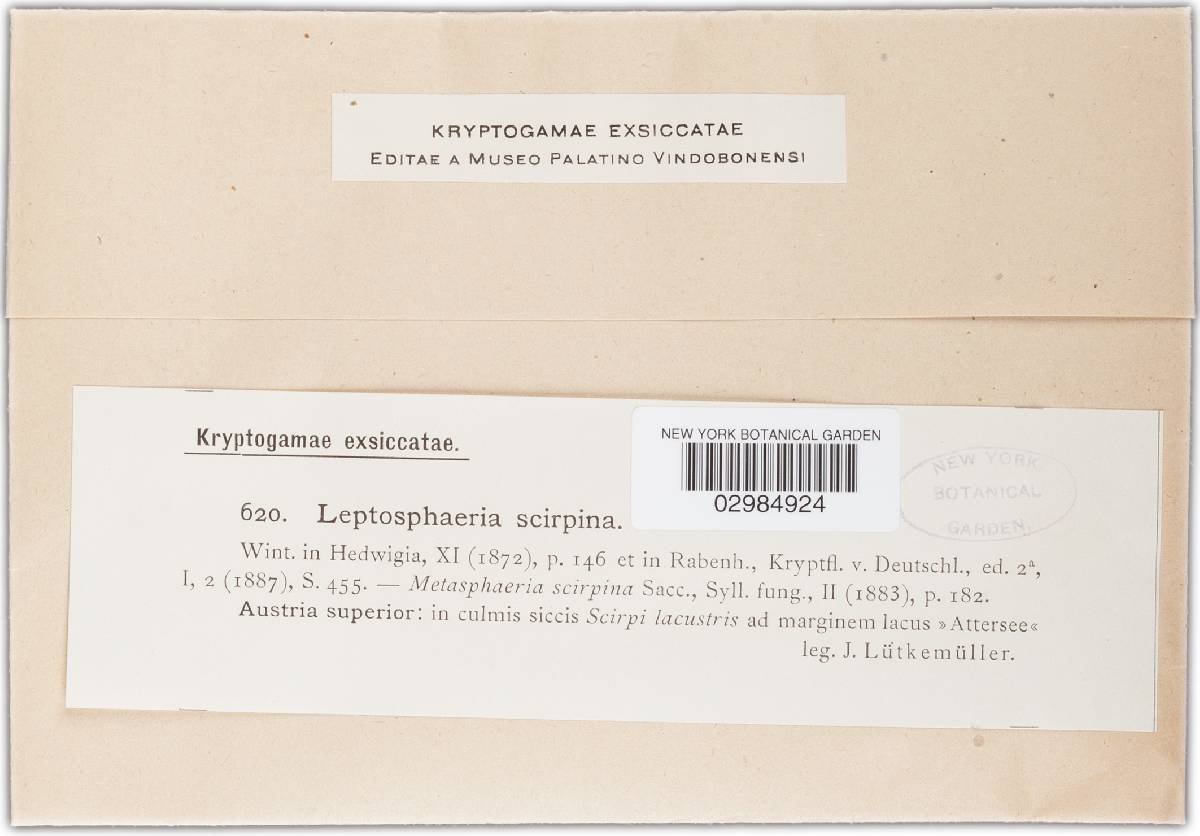 KRYPTOGAMAE EXSICCATAE
EDITAE A MUSEO PALATINO VINDOBONENSI
Kryptogamae exsiccatae.
NEW YORK BOTANICAL GARDEN
02984924
NEW YORK
BOTANICAL
GARDEN.
620. Leptosphaeria scirpina.
Wint. in Hedwigia, XI (1872), p. 146 et in Rabenh., Kryptfl. v. Deutschl., ed. 2ª,
I, 2 (1887), S. 455. — Metasphaeria scirpina Sacc., Syll. fung., II (1883), p. 182.
Austria superior: in culmis siccis Scirpi lacustris ad marginem lacus »Attersee«
leg. J. Lütkemüller.